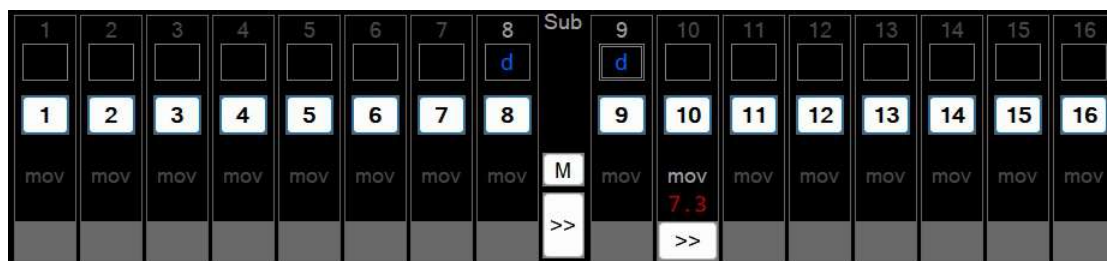 1 2 3 4 5 6 7 8 Sub 9 10 11 12 13 14 15 16
d d
1 2 3 4 5 6 7 8 9 10 11 12 13 14 15 16
mov mov mov mov mov mov mov mov M mov mov mov mov mov mov mov mov
7.3
>> >>